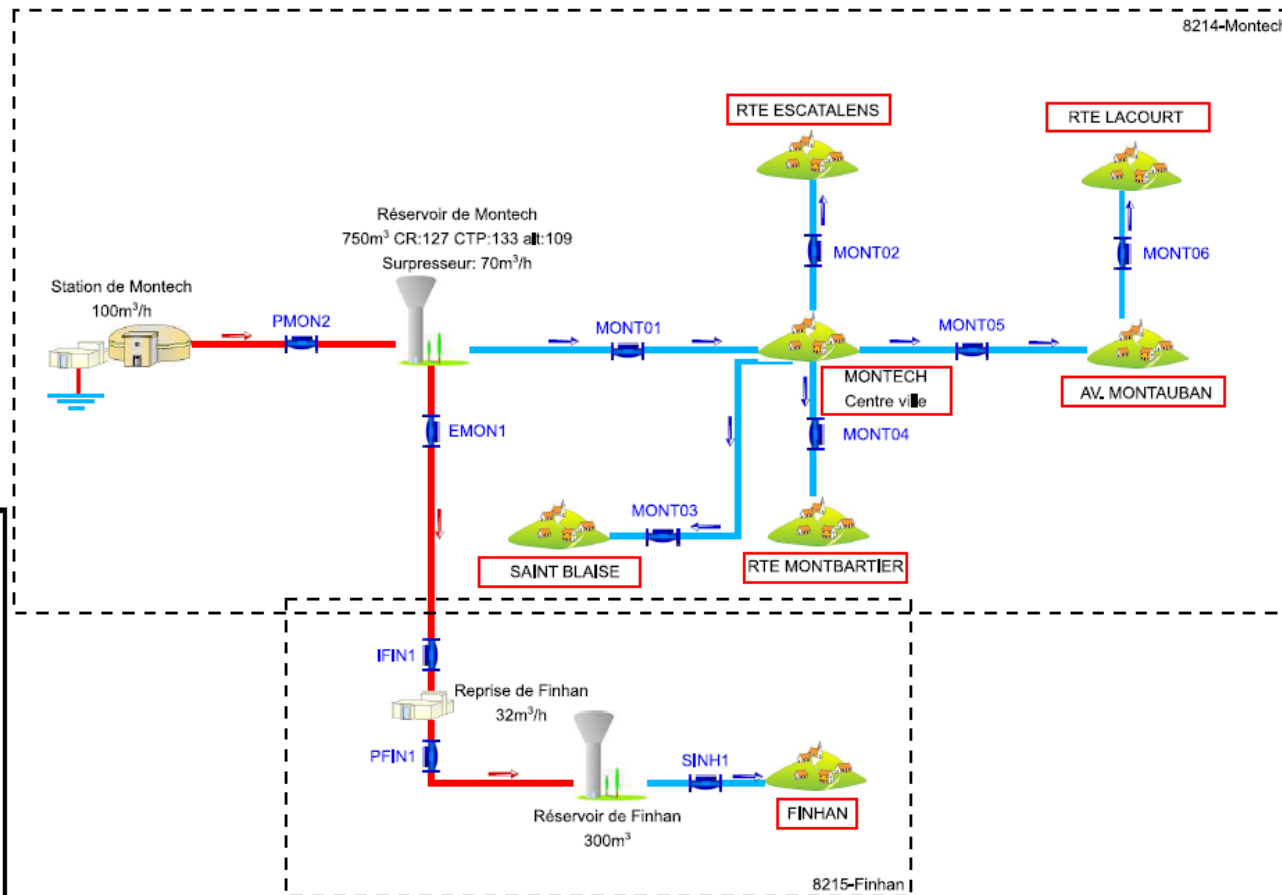 8214-Montech
RTE ESCATALENS
RTE LACOURT
Réservoir de Montech
750m³ CR:127 CTP:133 alt:109
Surpresseur: 70m³/h
MONT02
MONT06
Station de Montech
100m³/h
PMON2
MONT01
MONT05
MONTECH
Centre ville
AV. MONTAUBAN
EMON1
MONT04
MONT03
SAINT BLAISE
RTE MONTBARTIER
IFIN1
Reprise de Finhan
32m³/h
PFIN1
SINH1
Réservoir de Finhan
300m³
FINHAN
8215-Finhan